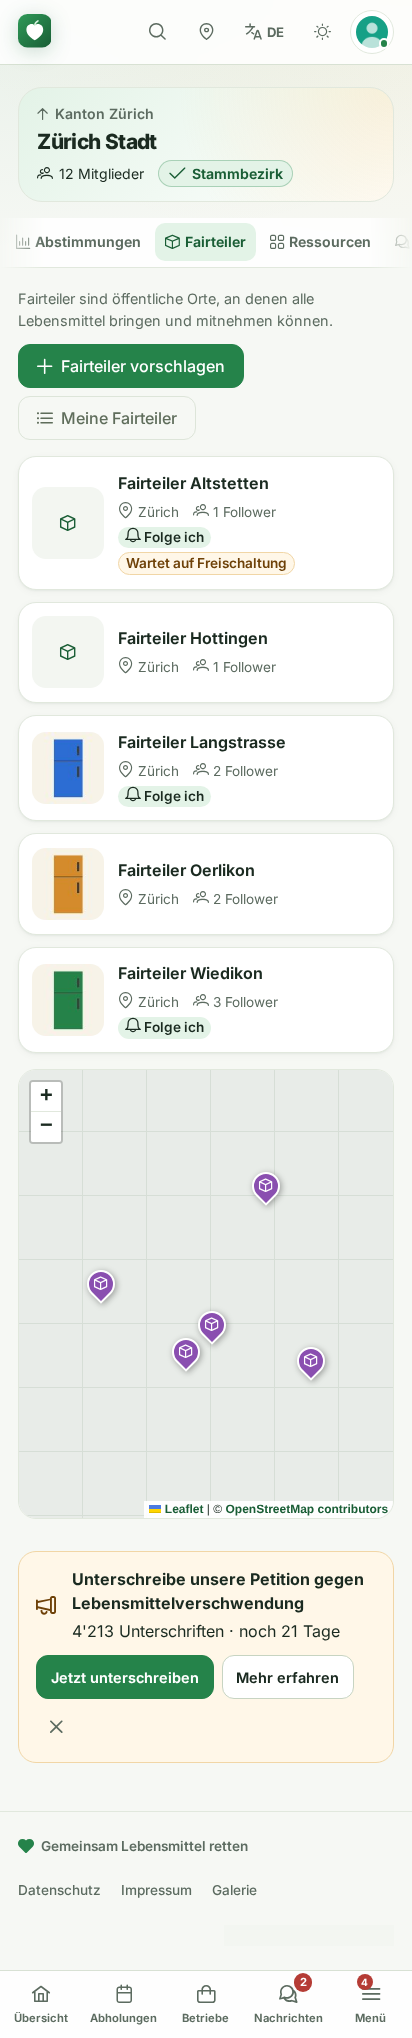 DE
Kanton Zürich
Zürich Stadt
12 Mitglieder Stammbezirk
Abstimmungen Fairteiler Ressourcen
Fairteiler sind öffentliche Orte, an denen alle
Lebensmittel bringen und mitnehmen können.
Fairteiler vorschlagen
Meine Fairteiler
Fairteiler Altstetten
Zürich 1 Follower
Folge ich
Wartet auf Freischaltung
Fairteiler Hottingen
Zürich 1 Follower
Fairteiler Langstrasse
Zürich 2 Follower
Folge ich
Fairteiler Oerlikon
Zürich 2 Follower
Fairteiler Wiedikon
Zürich 3 Follower
Folge ich
+
−
Leaflet | © OpenStreetMap contributors
Unterschreibe unsere Petition gegen
Lebensmittelverschwendung
4'213 Unterschriften · noch 21 Tage
Jetzt unterschreiben Mehr erfahren
Gemeinsam Lebensmittel retten
Datenschutz Impressum Galerie
2 4
Übersicht Abholungen Betriebe Nachrichten Menü